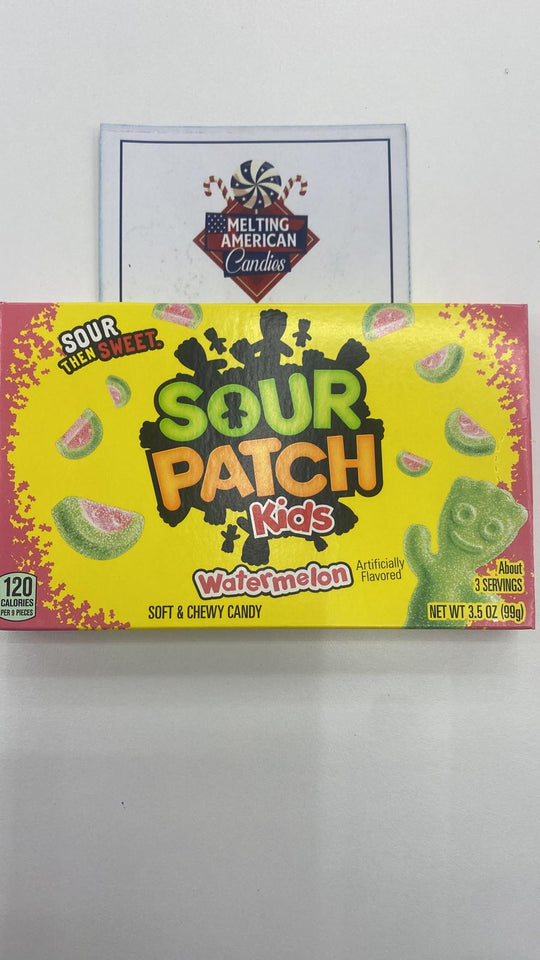 MELTING
AMERICAN
Candies
SOUR
THEN SWEET.
SOUR
PATCH
Kids
Watermelon
Artificially
Flavored
About
3 SERVINGS
120
CALORIES
PER 9 PIECES
SOFT & CHEWY CANDY
NET WT 3.5 OZ (99g)